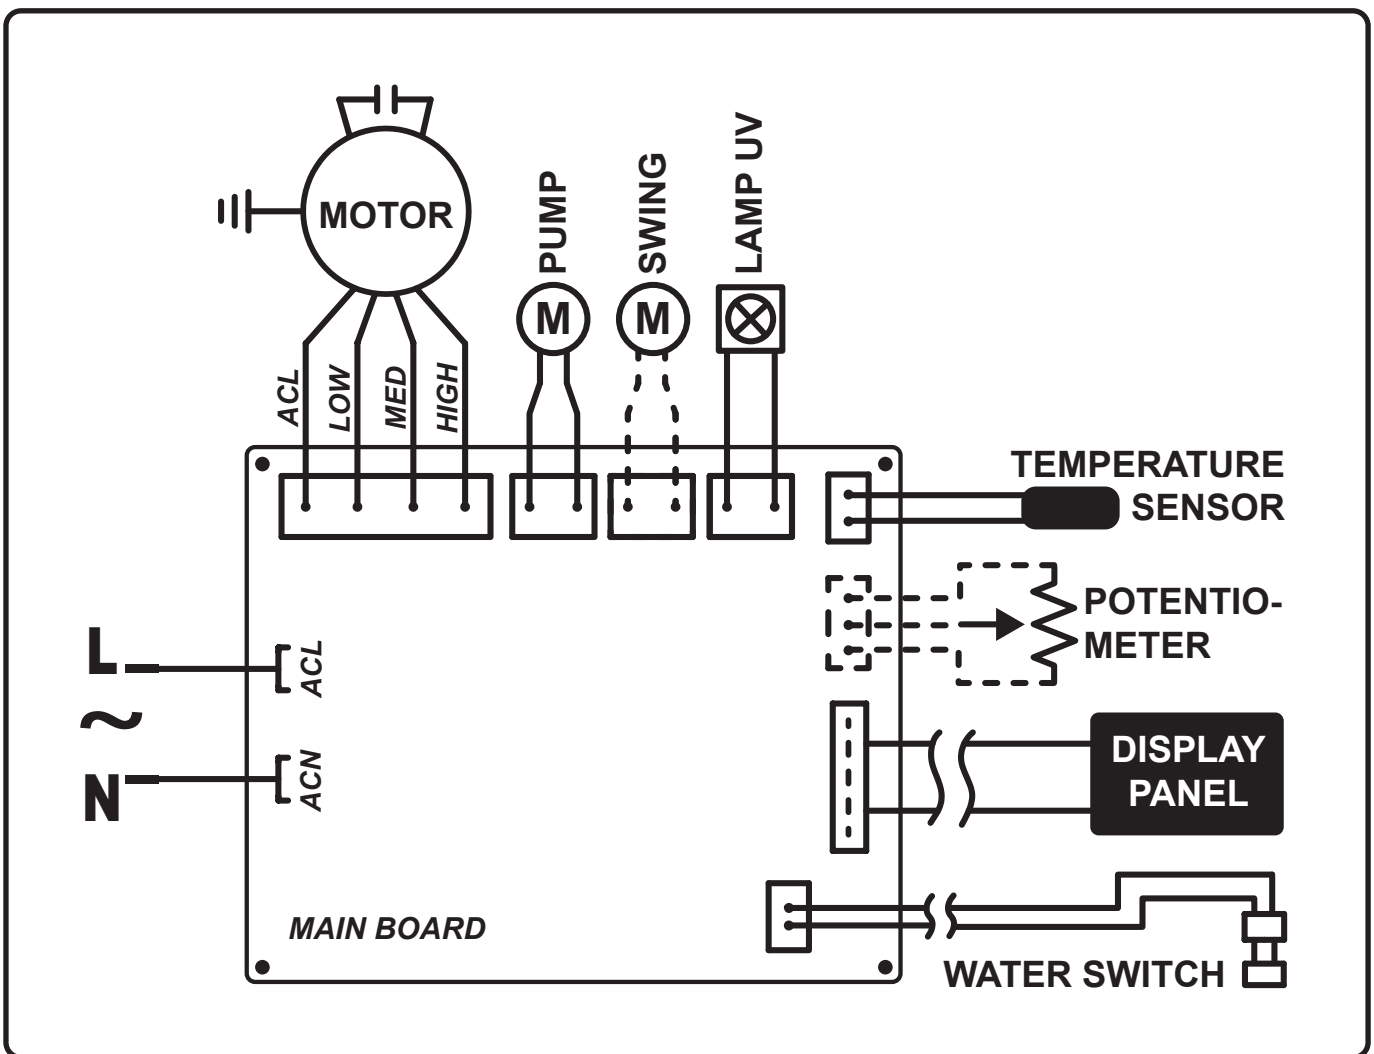 MOTOR
PUMP
SWING
LAMP UV
M
M
ACL
LOW
MED
HIGH
TEMPERATURE
SENSOR
POTENTIO-
METER
L
ACL
~
N
ACN
DISPLAY
PANEL
MAIN BOARD
WATER SWITCH